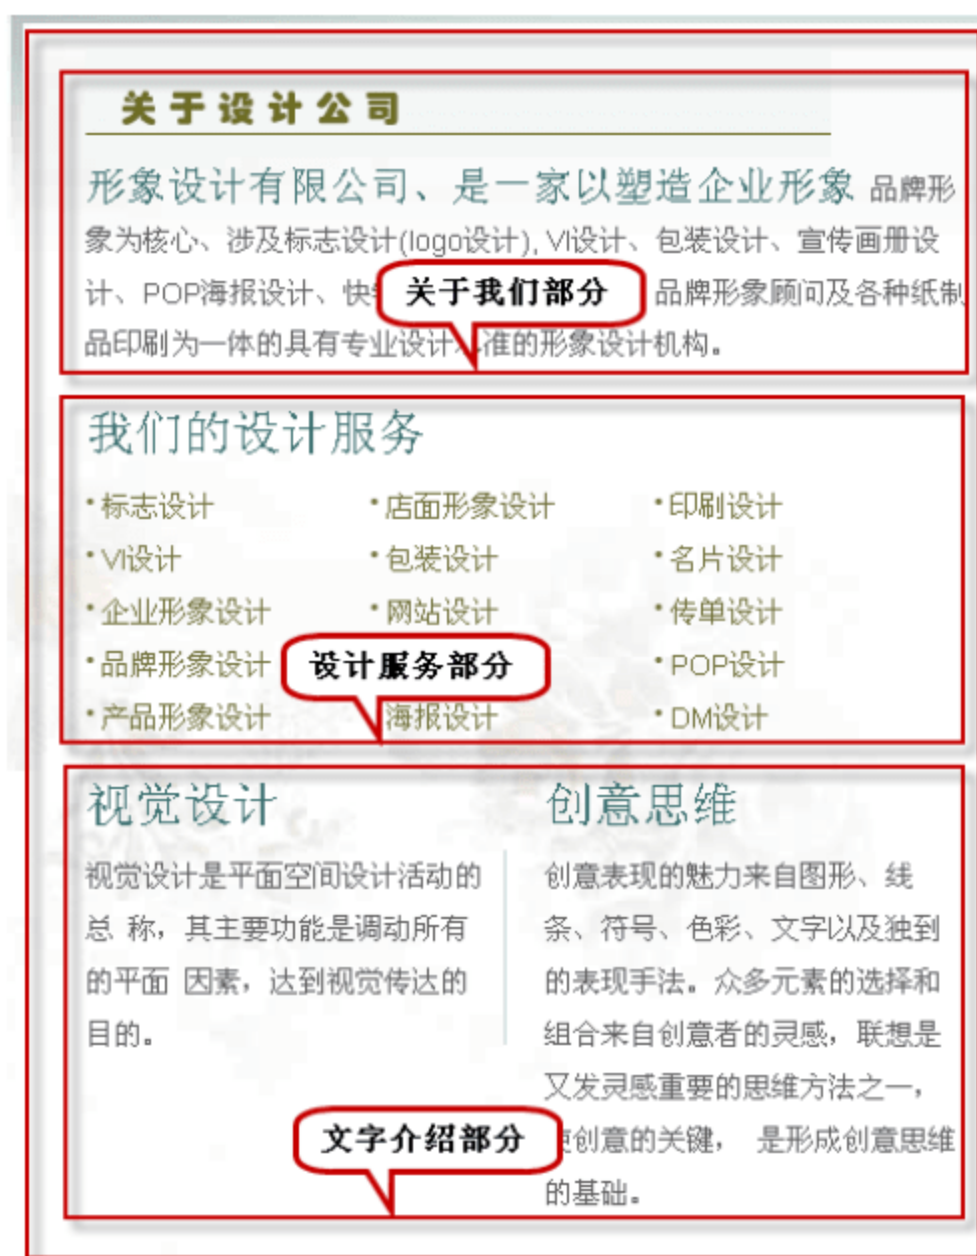 关于设计公司
形象设计有限公司、是一家以塑造企业形象 品牌形
象为核心、涉及标志设计(logo设计), VI设计、包装设计、宣传画册设
计、POP海报设计、快 关于我们部分 品牌形象顾问及各种纸制
品印刷为一体的具有专业设计 准的形象设计机构。
我们的设计服务
·标志设计 ·店面形象设计 ·印刷设计
·VI设计 ·包装设计 ·名片设计
·企业形象设计 ·网站设计 ·传单设计
·品牌形象设计 设计服务部分 ·POP设计
·产品形象设计 海报设计 ·DM设计
视觉设计
视觉设计是平面空间设计活动的
总 称，其主要功能是调动所有
的平面 因素，达到视觉传达的
目的。
创意思维
创意表现的魅力来自图形、线
条、符号、色彩、文字以及独到
的表现手法。众多元素的选择和
组合来自创意者的灵感，联想是
又发灵感重要的思维方法之一，
创意的关键， 是形成创意思维
的基础。
文字介绍部分